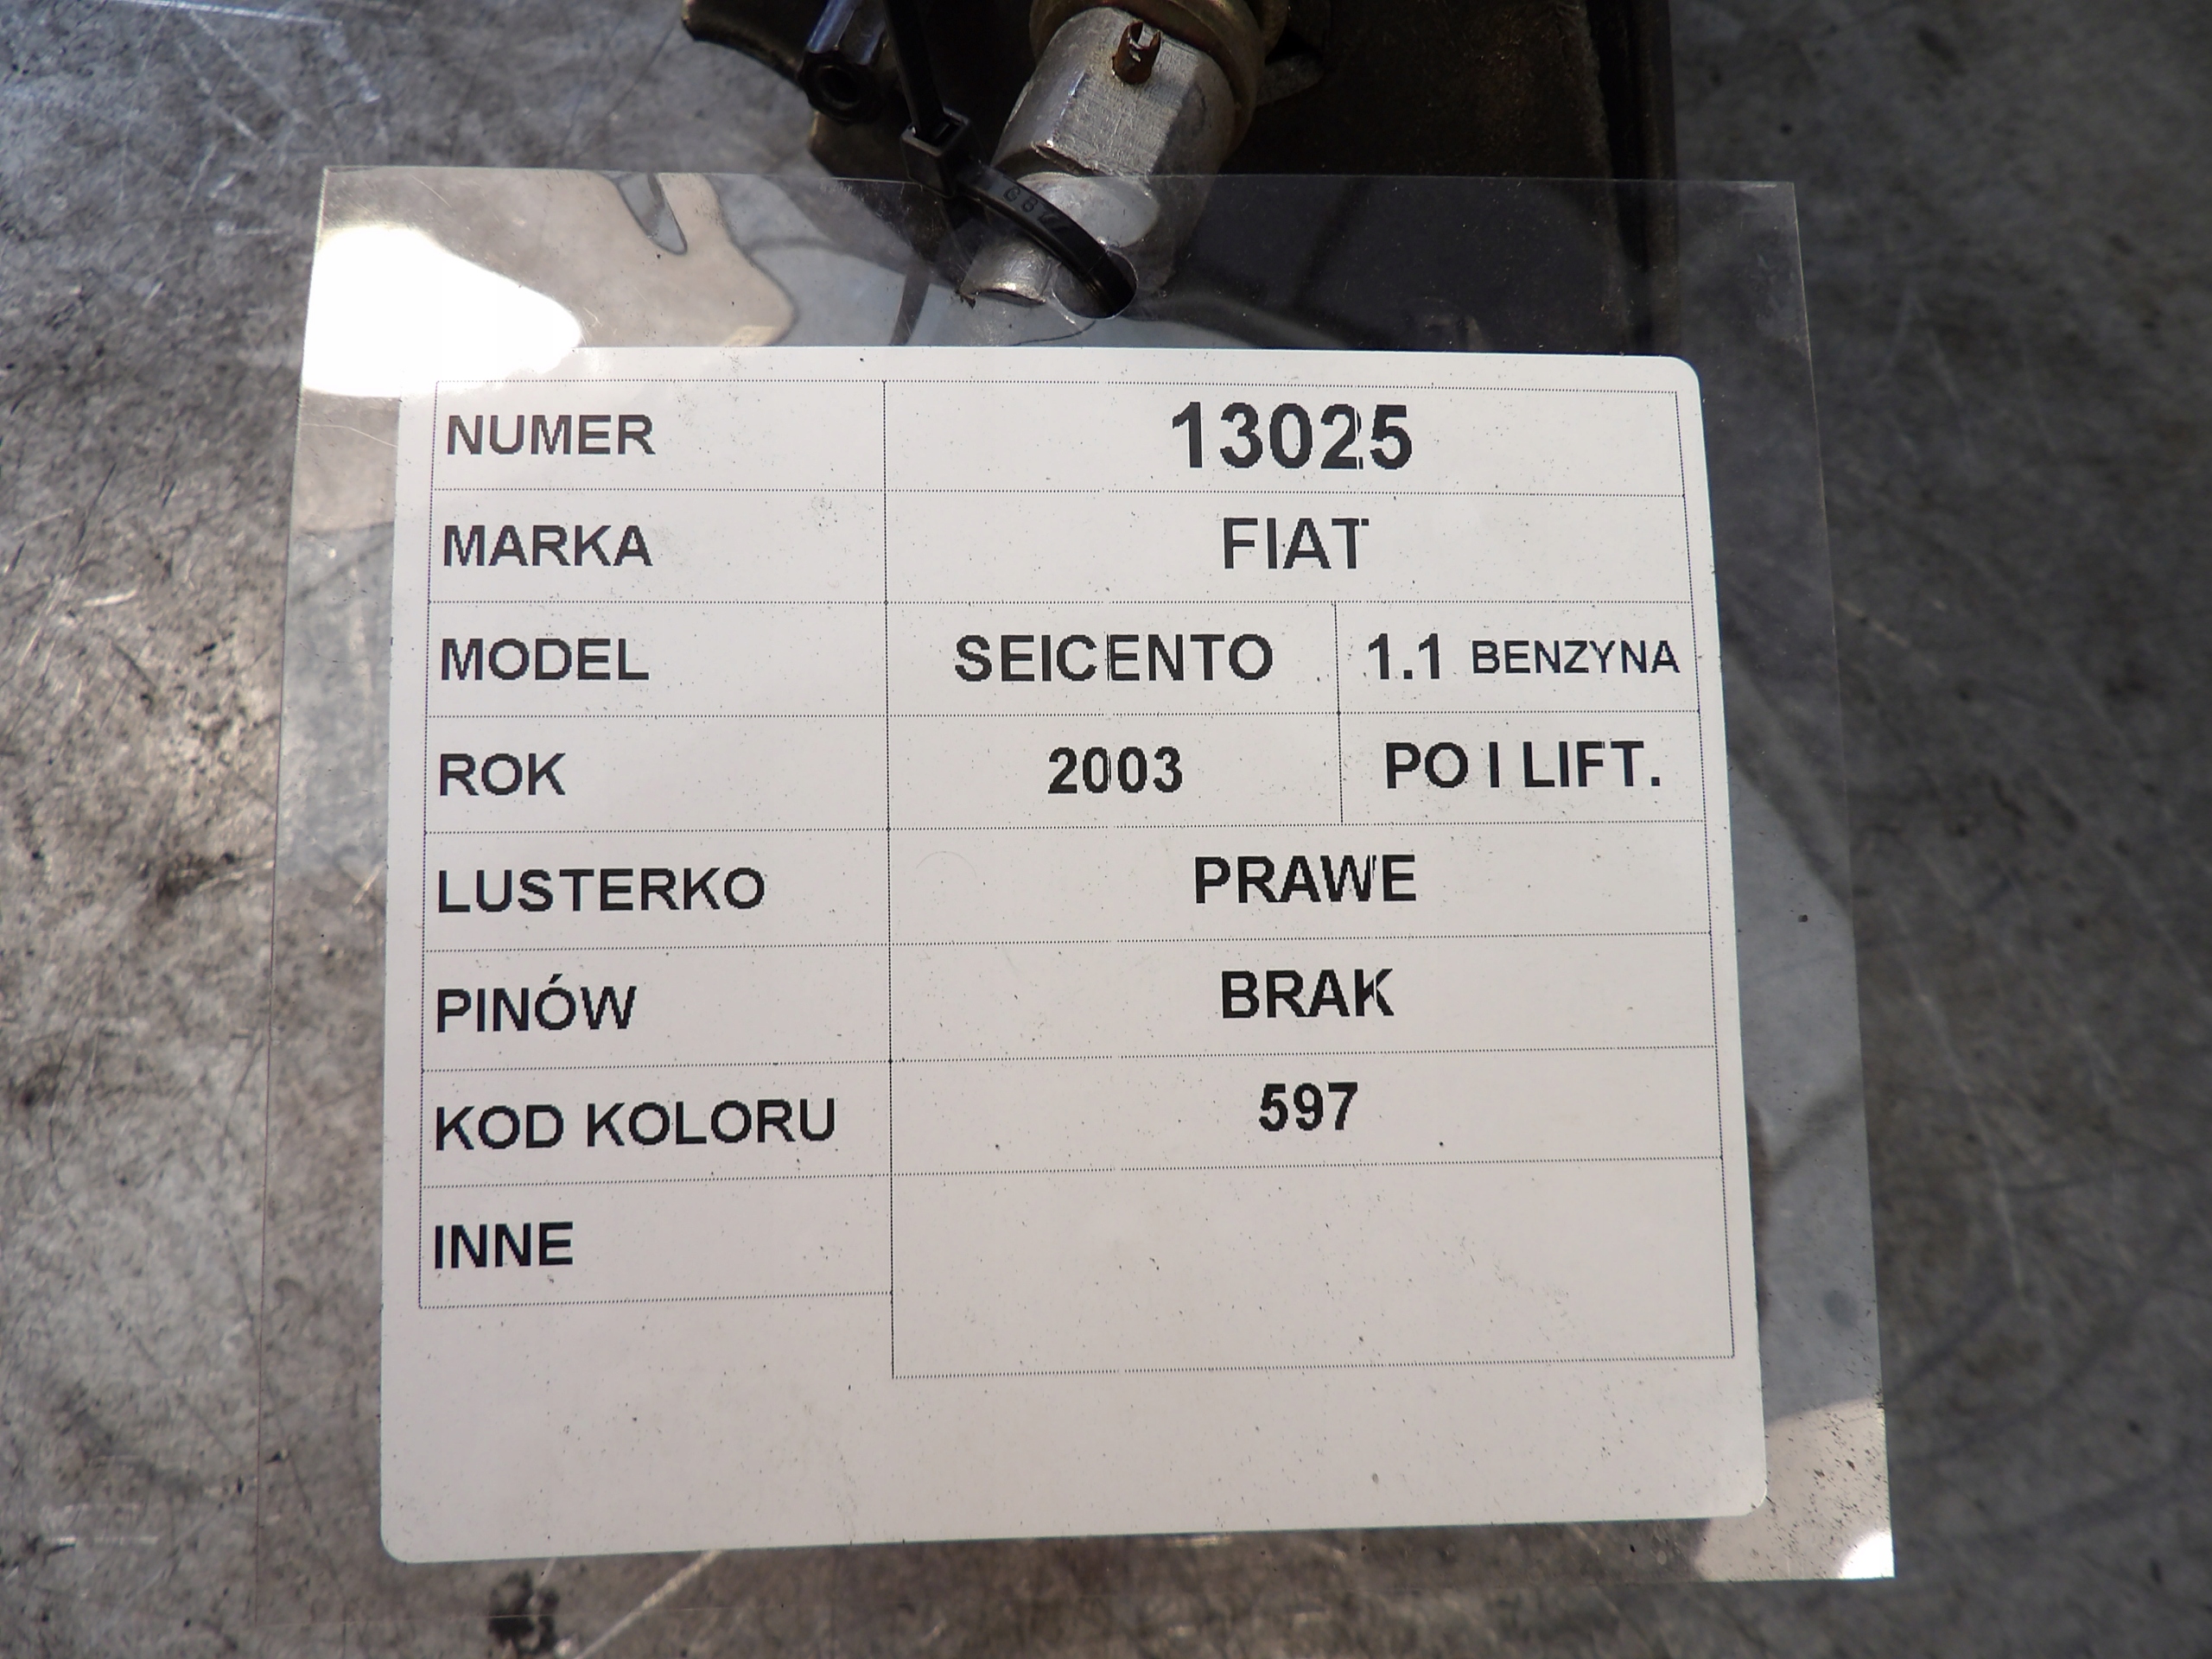 NUMER 13025
MARKA FIAT
MODEL SEICENTO 1.1 BENZYNA
ROK 2003 PO I LIFT.
LUSTERKO PRAWE
PINÓW BRAK
KOD KOLORU 597
INNE